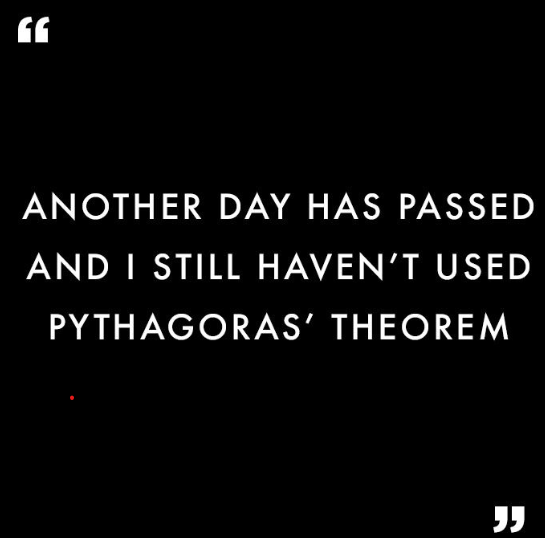 “
ANOTHER DAY HAS PASSED
AND I STILL HAVEN’T USED
PYTHAGORAS’ THEOREM
”